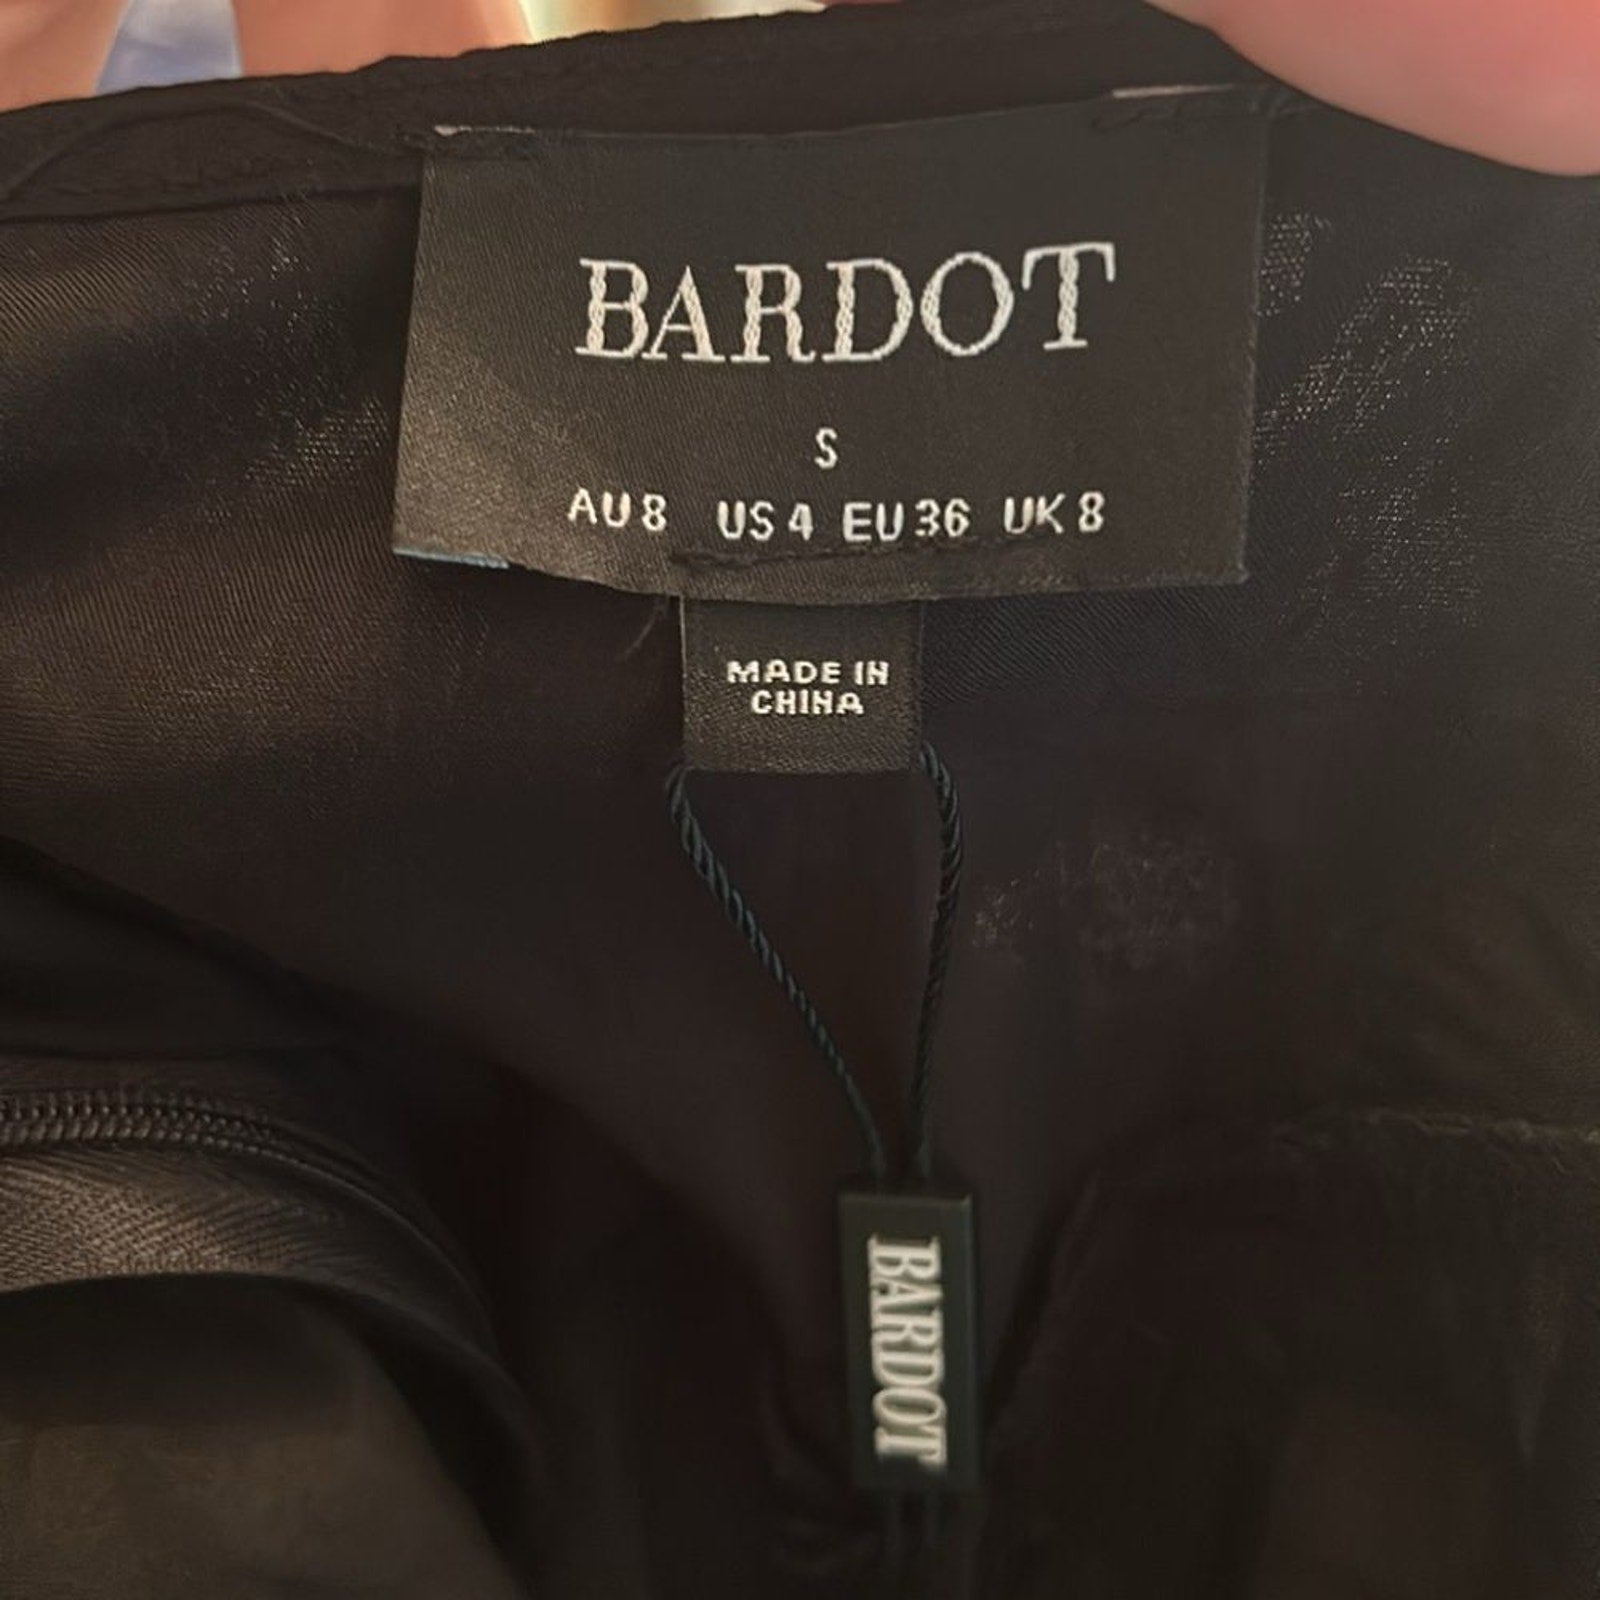 BARDOT
S
AU 8 US 4 EU 36 UK 8
MADE IN
CHINA
BARDOT